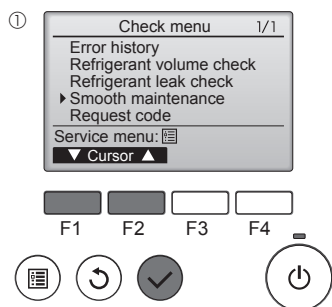 ①
Check menu 1/1
Error history
Refrigerant volume check
Refrigerant leak check
Smooth maintenance
Request code
Service menu:
▼ Cursor ▲
F1 F2 F3 F4